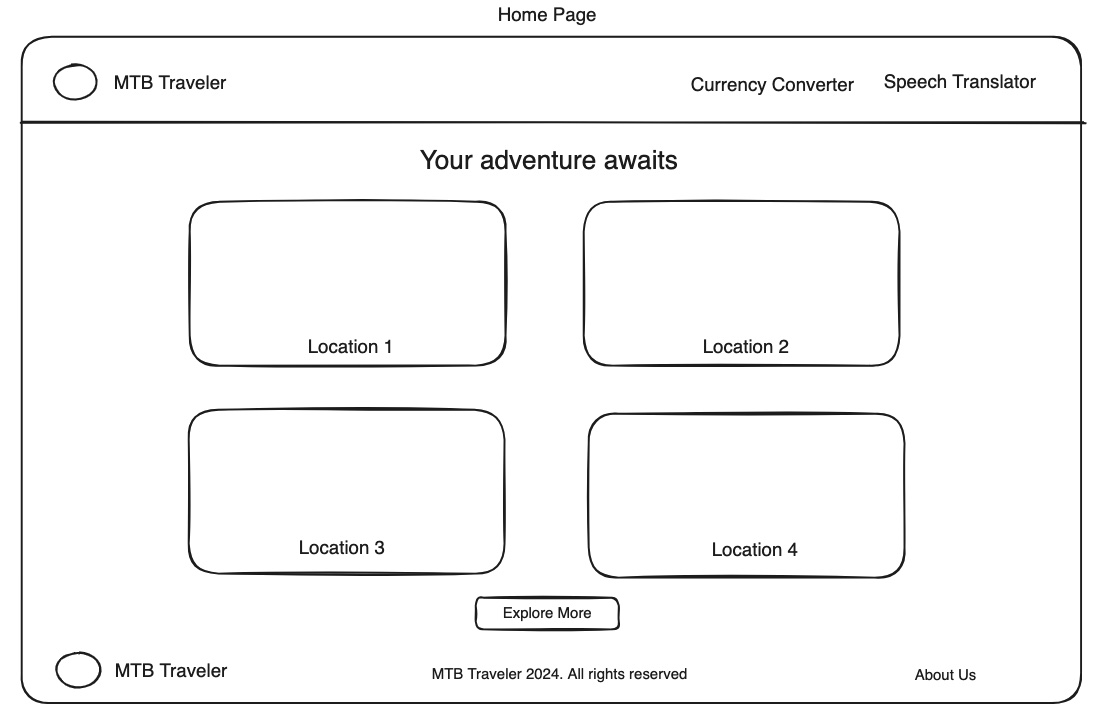 Home Page
MTB Traveler
Currency Converter
Speech Translator
Your adventure awaits
Location 1
Location 2
Location 3
Location 4
Explore More
MTB Traveler
MTB Traveler 2024. All rights reserved
About Us